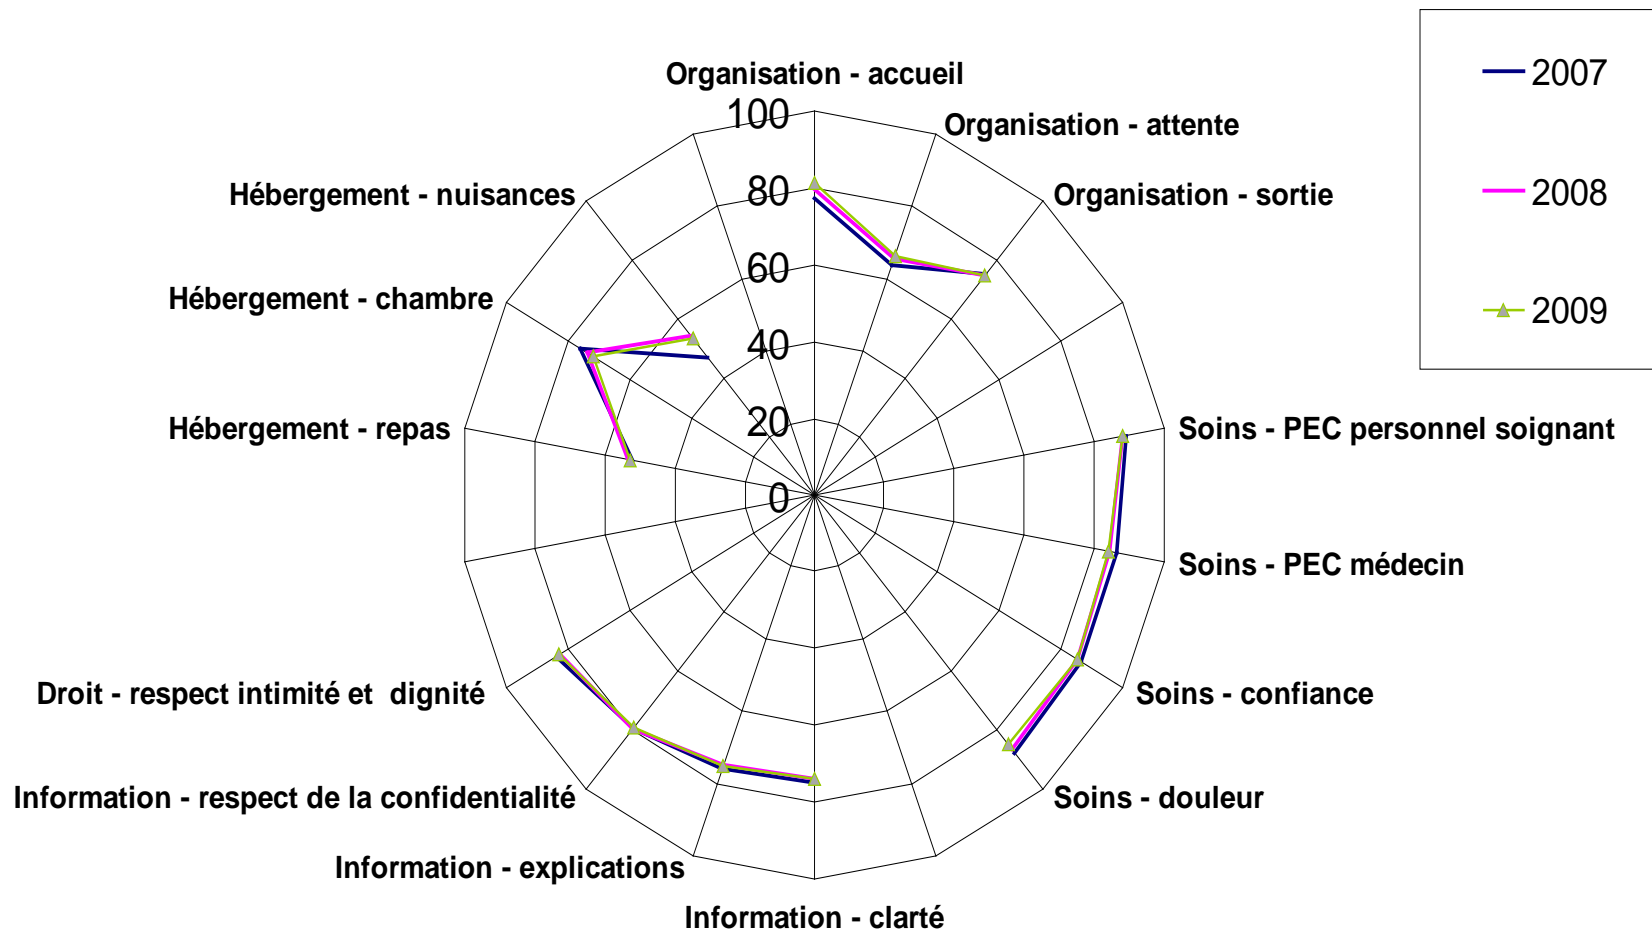 Organisation - accueil
Organisation - attente
Organisation - sortie
Soins - PEC personnel soignant
Soins - PEC médecin
Soins - confiance
Soins - douleur
Information - clarté
Information - explications
Information - respect de la confidentialité
Droit - respect intimité et  dignité
Hébergement - repas
Hébergement - chambre
Hébergement - nuisances
100
80
60
40
20
0
2007
2008
2009